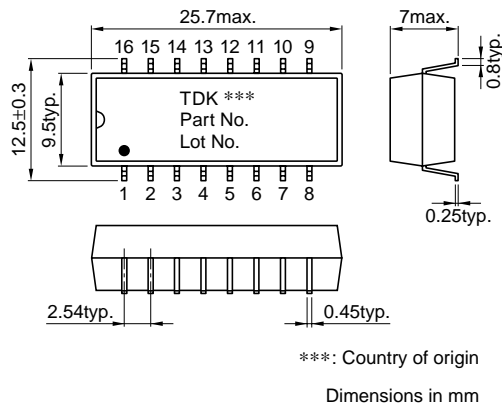 25.7max.
7max.
16 15 14 13 12 11 10 9
0.8typ.
12.5±0.3
9.5typ.
TDK ***
Part No.
Lot No.
1 2 3 4 5 6 7 8
0.25typ.
2.54typ.
0.45typ.
***: Country of origin
Dimensions in mm